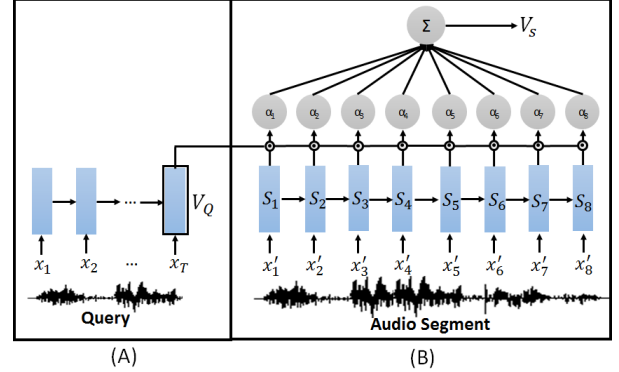 Σ
V_S
α₁ α₂ α₃ α₄ α₅ α₆ α₇ α₈
V_Q
...
S₁ S₂ S₃ S₄ S₅ S₆ S₇ S₈
x₁ x₂ ... x_T
x′₁ x′₂ x′₃ x′₄ x′₅ x′₆ x′₇ x′₈
Query
Audio Segment
(A)
(B)